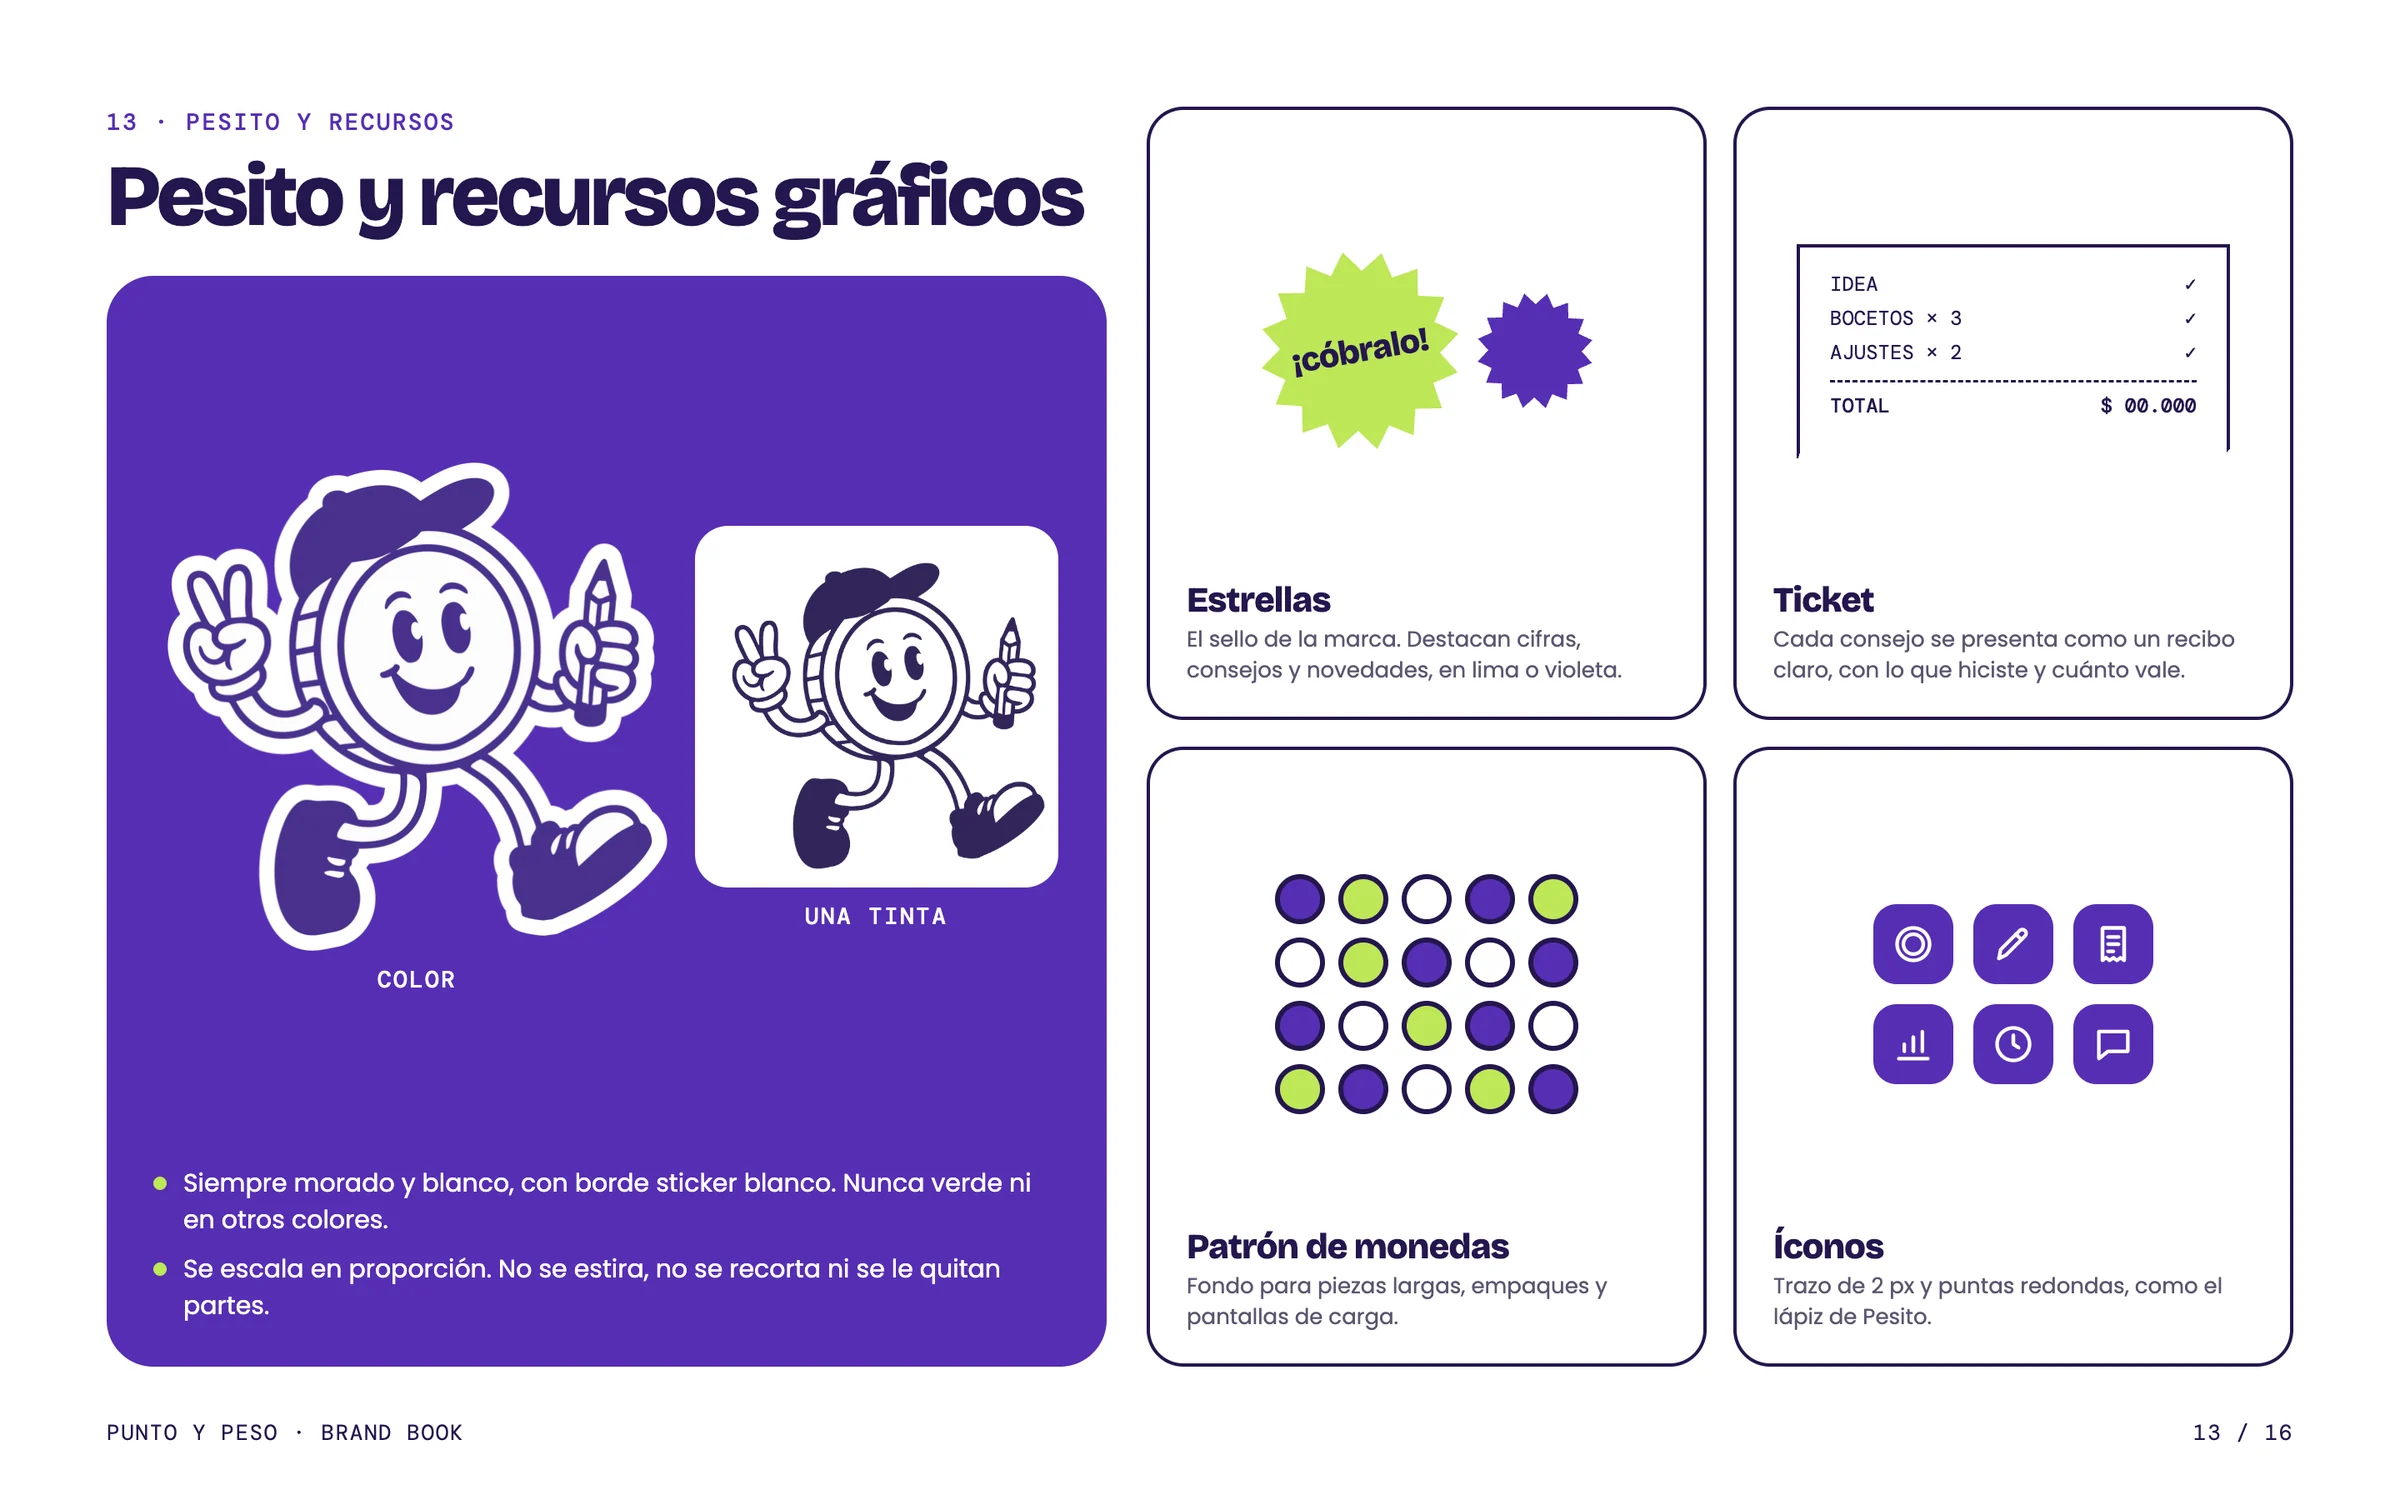 13 · PESITO Y RECURSOS
Pesito y recursos gráficos
COLOR
UNA TINTA
Siempre morado y blanco, con borde sticker blanco. Nunca verde ni
en otros colores.
Se escala en proporción. No se estira, no se recorta ni se le quitan
partes.
¡cóbralo!
Estrellas
El sello de la marca. Destacan cifras,
consejos y novedades, en lima o violeta.
IDEA ✓
BOCETOS × 3 ✓
AJUSTES × 2 ✓
TOTAL $ 00.000
Ticket
Cada consejo se presenta como un recibo
claro, con lo que hiciste y cuánto vale.
Patrón de monedas
Fondo para piezas largas, empaques y
pantallas de carga.
Íconos
Trazo de 2 px y puntas redondas, como el
lápiz de Pesito.
PUNTO Y PESO · BRAND BOOK
13 / 16